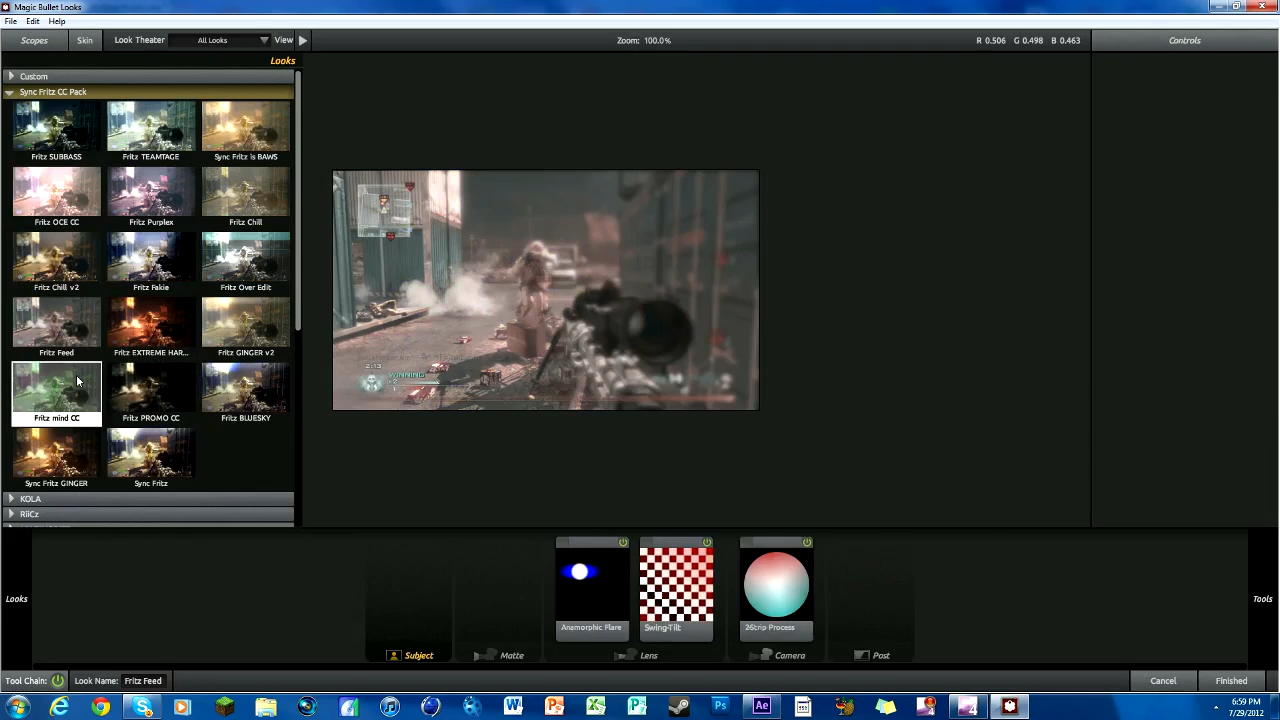 Magic Bullet Looks
File Edit Help
Scopes Skin Look Theater All Looks View Zoom: 100.0% R 0.506 G 0.498 B 0.463 Controls
Looks
Custom
Sync Fritz CC Pack
Fritz SUBBASS Fritz TEAMTAGE Sync Fritz is BAWS
Fritz OCE CC Fritz Purplex Fritz Chill
Fritz Chill v2 Fritz Fakie Fritz Over Edit
Fritz Feed Fritz EXTREME HAR... Fritz GINGER v2
2:13
WINNING
Fritz mind CC Fritz PROMO CC Fritz BLUESKY
Sync Fritz GINGER Sync Fritz
KOLA
RiiCz
Looks Anamorphic Flare Swing-Tilt 2Strip Process Tools
Subject Matte Lens Camera Post
Tool Chain: Look Name: Fritz Feed Cancel Finished
6:59 PM
7/29/2012